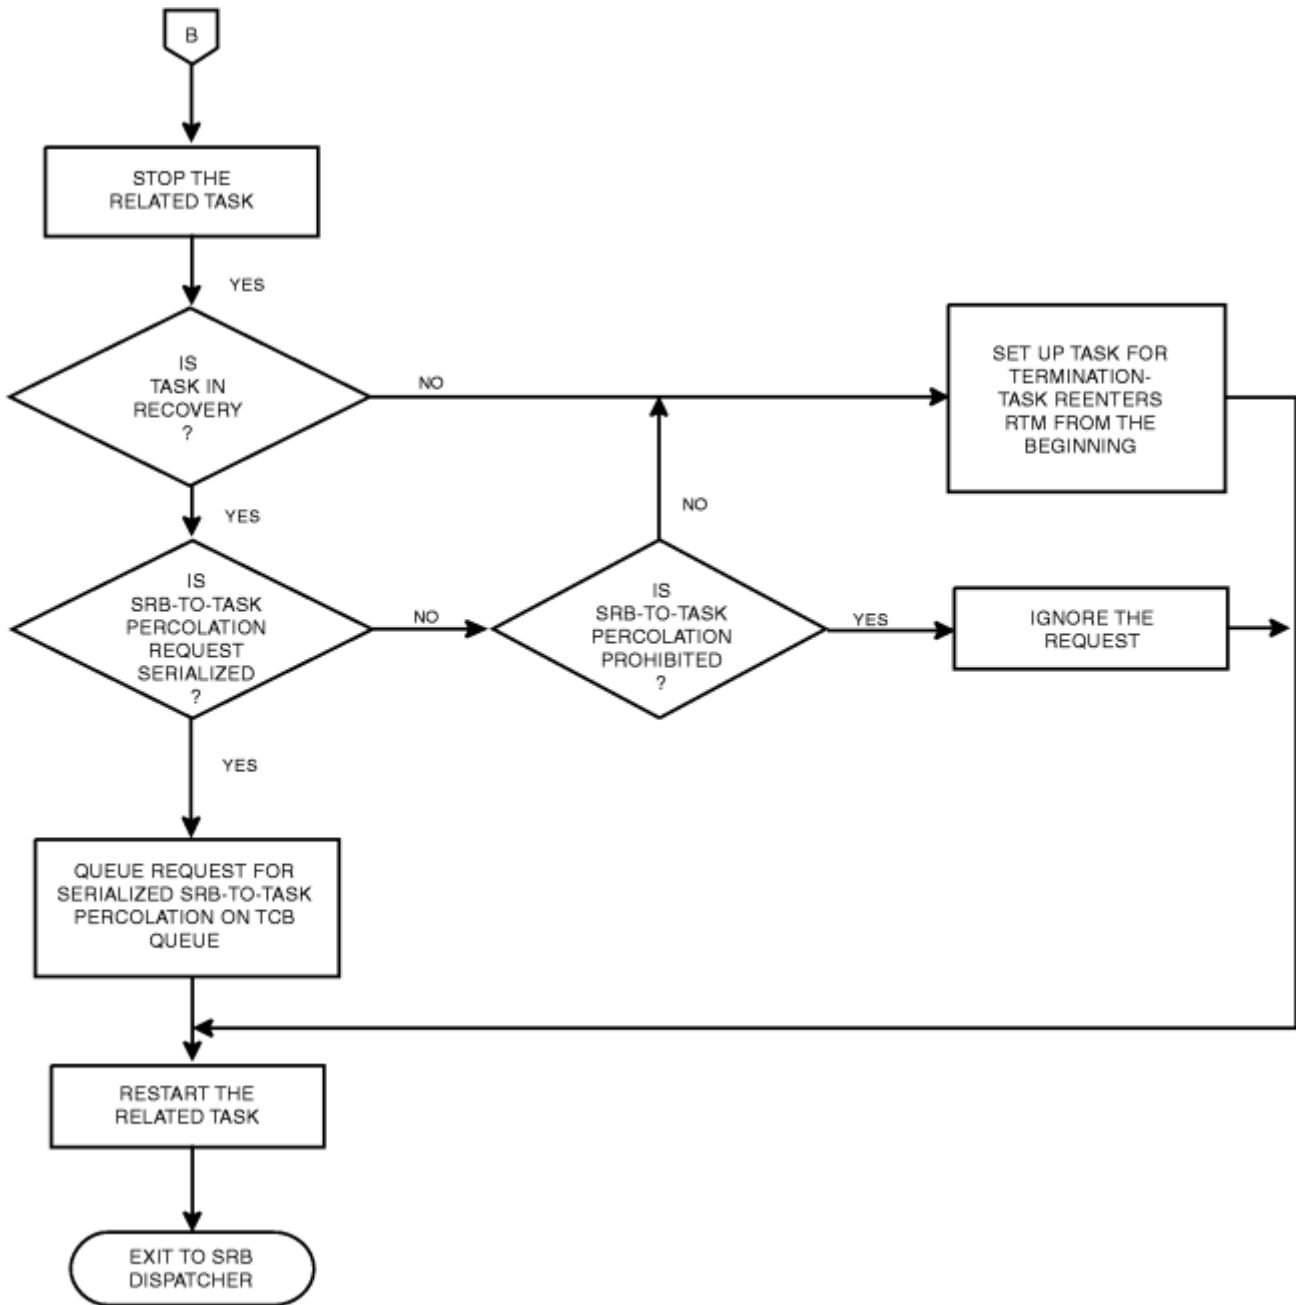 B
STOP THE
RELATED TASK
YES
IS
TASK IN
RECOVERY
?
NO
SET UP TASK FOR
TERMINATION-
TASK REENTERS
RTM FROM THE
BEGINNING
YES
NO
IS
SRB-TO-TASK
PERCOLATION
REQUEST
SERIALIZED
?
NO
IS
SRB-TO-TASK
PERCOLATION
PROHIBITED
?
YES
IGNORE THE
REQUEST
YES
QUEUE REQUEST FOR
SERIALIZED SRB-TO-TASK
PERCOLATION ON TCB
QUEUE
RESTART THE
RELATED TASK
EXIT TO SRB
DISPATCHER